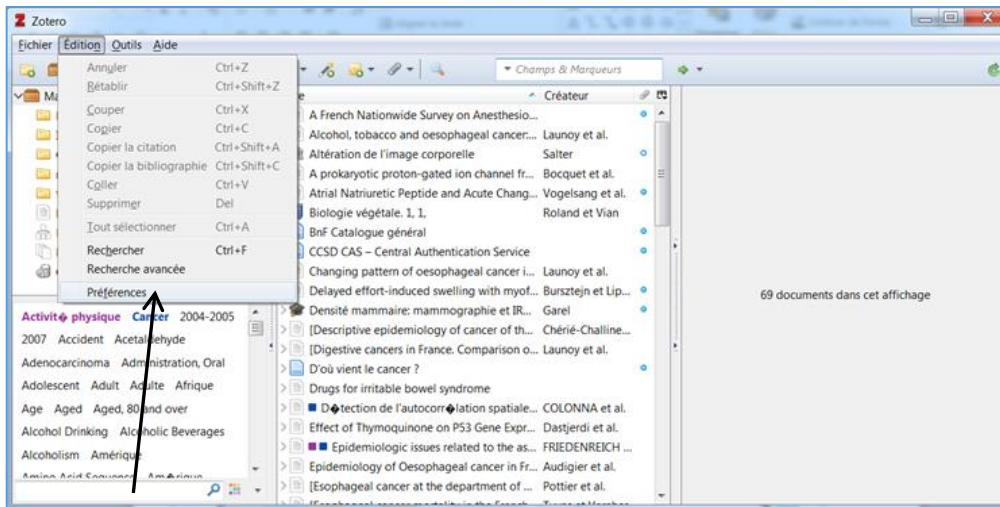 Zotero
Fichier Édition Outils Aide
Annuler Ctrl+Z
Rétablir Ctrl+Shift+Z
Couper Ctrl+X
Copier Ctrl+C
Copier la citation Ctrl+Shift+A
Copier la bibliographie Ctrl+Shift+C
Coller Ctrl+V
Supprimer Del
Tout sélectionner Ctrl+A
Rechercher Ctrl+F
Recherche avancée
Préférences
Champs & Marqueurs
Ma
e Créateur
A French Nationwide Survey on Anesthesio...
Alcohol, tobacco and oesophageal cancer:... Launoy et al.
Altération de l'image corporelle Salter
A prokaryotic proton-gated ion channel fr... Bocquet et al.
Atrial Natriuretic Peptide and Acute Chang... Vogelsang et al.
Biologie végétale. 1, 1, Roland et Vian
BnF Catalogue général
CCSD CAS – Central Authentication Service
Changing pattern of oesophageal cancer i... Launoy et al.
Delayed effort-induced swelling with myof... Bursztejn et Lip...
Densité mammaire: mammographie et IR... Garel
[Descriptive epidemiology of cancer of th... Chérié-Challine...
[Digestive cancers in France. Comparison o... Launoy et al.
D'où vient le cancer ?
Drugs for irritable bowel syndrome
D�tection de l'autocorr�lation spatiale... COLONNA et al.
Effect of Thymoquinone on P53 Gene Expr... Dastjerdi et al.
Epidemiologic issues related to the as... FRIEDENREICH ...
Epidemiology of Oesophageal cancer in Fr... Audigier et al.
[Esophageal cancer at the department of ... Pottier et al.
Activit� physique Cancer 2004-2005
2007 Accident Acetaldehyde
Adenocarcinoma Administration, Oral
Adolescent Adult Adulte Afrique
Age Aged Aged, 80 and over
Alcohol Drinking Alcoholic Beverages
Alcoholism Amérique
69 documents dans cet affichage